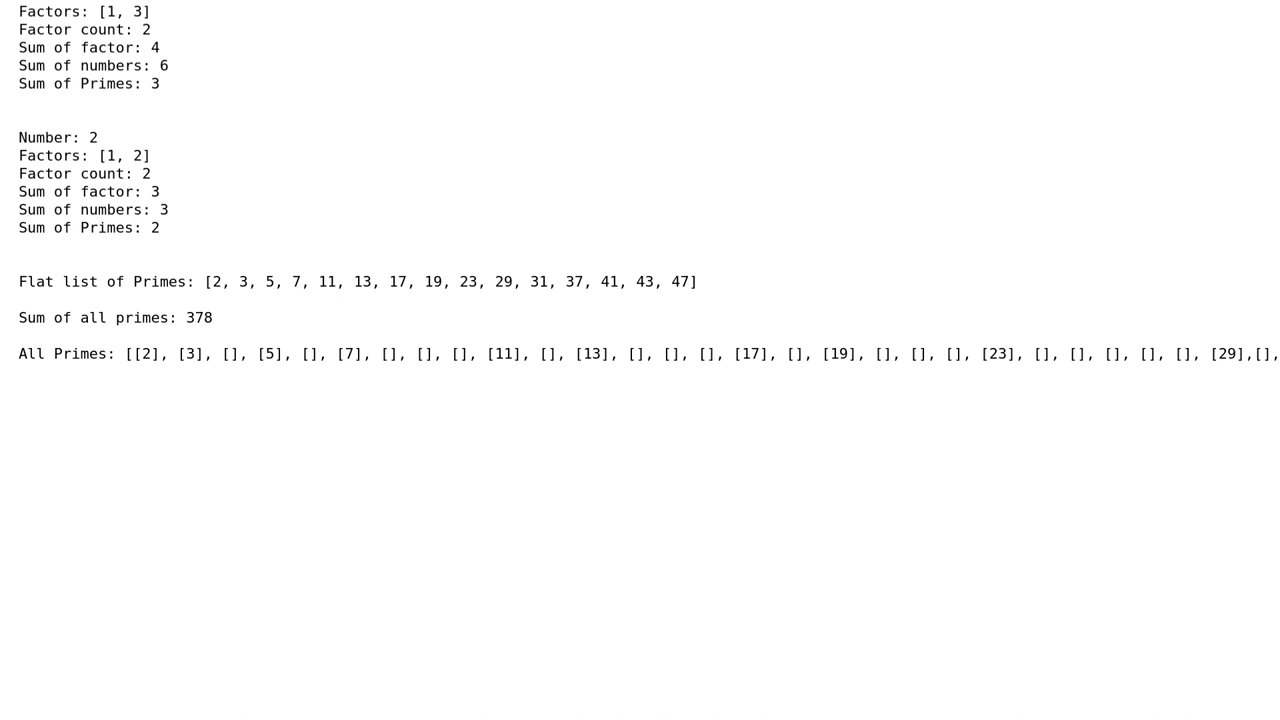 Factors: [1, 3]
Factor count: 2
Sum of factor: 4
Sum of numbers: 6
Sum of Primes: 3
Number: 2
Factors: [1, 2]
Factor count: 2
Sum of factor: 3
Sum of numbers: 3
Sum of Primes: 2
Flat list of Primes: [2, 3, 5, 7, 11, 13, 17, 19, 23, 29, 31, 37, 41, 43, 47]
Sum of all primes: 378
All Primes: [[2], [3], [], [5], [], [7], [], [], [], [11], [], [13], [], [], [], [17], [], [19], [], [], [], [23], [], [], [], [], [], [29],[],